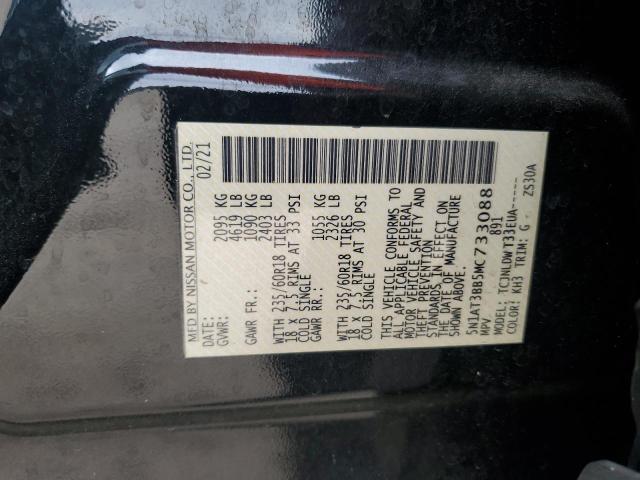 MFD BY NISSAN MOTOR CO., LTD.
DATE: 02/21
GVWR: 2095 KG
4619 LB
GAWR FR.: 1090 KG
2403 LB
WITH 235/60R18 TIRES
18 X 7.5 RIMS AT 33 PSI
COLD SINGLE
GAWR RR.: 1055 KG
2326 LB
WITH 235/60R18 TIRES
18 X 7.5 RIMS AT 30 PSI
COLD SINGLE
THIS VEHICLE CONFORMS TO
ALL APPLICABLE FEDERAL
MOTOR VEHICLE SAFETY AND
THEFT PREVENTION
STANDARDS IN EFFECT ON
THE DATE OF MANUFACTURE
SHOWN ABOVE.
5N1AT3BB5MC733088
MPV 891
MODEL: TCJNLDWT33EUA-----
COLOR: KH3 TRIM: G
ZS30A